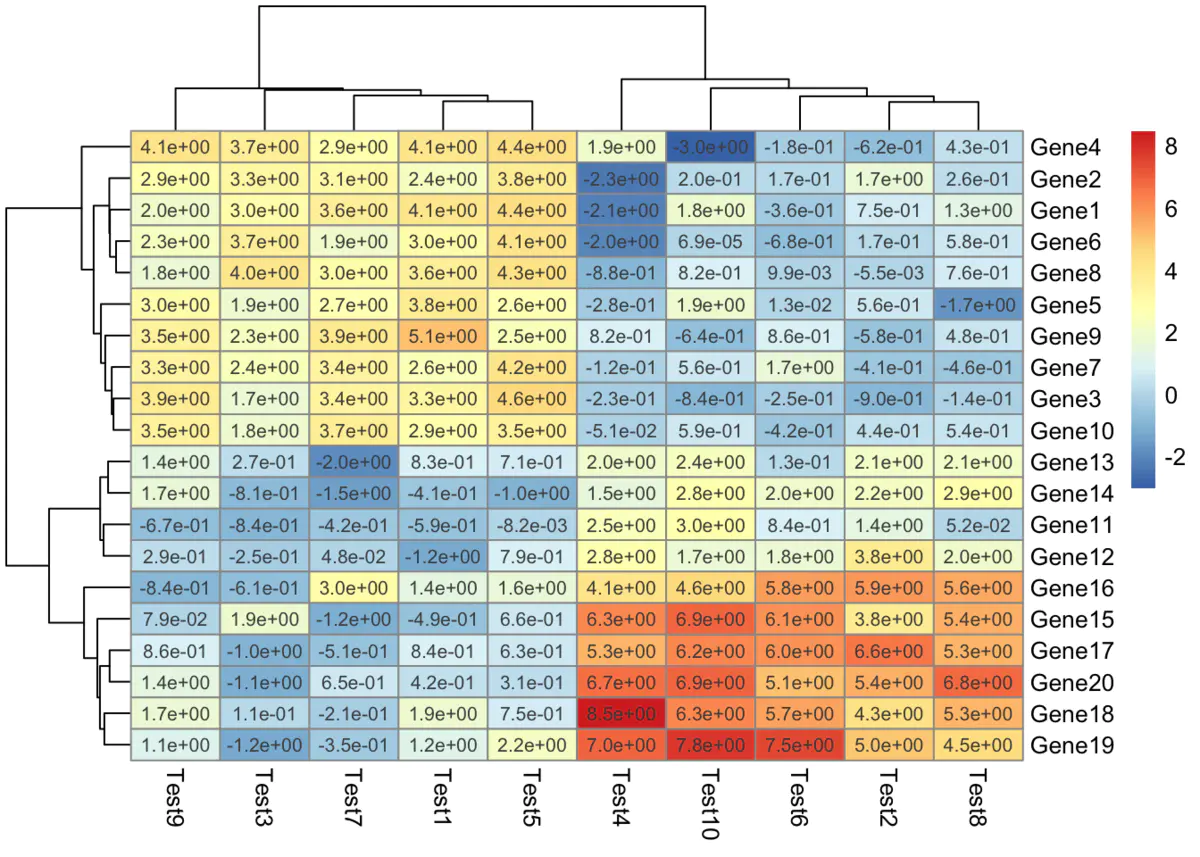 4.1e+00 3.7e+00 2.9e+00 4.1e+00 4.4e+00 1.9e+00 -3.0e+00 -1.8e-01 -6.2e-01 4.3e-01 Gene4
2.9e+00 3.3e+00 3.1e+00 2.4e+00 3.8e+00 -2.3e+00 2.0e-01 1.7e-01 1.7e+00 2.6e-01 Gene2
2.0e+00 3.0e+00 3.6e+00 4.1e+00 4.4e+00 -2.1e+00 1.8e+00 -3.6e-01 7.5e-01 1.3e+00 Gene1
2.3e+00 3.7e+00 1.9e+00 3.0e+00 4.1e+00 -2.0e+00 6.9e-05 -6.8e-01 1.7e-01 5.8e-01 Gene6
1.8e+00 4.0e+00 3.0e+00 3.6e+00 4.3e+00 -8.8e-01 8.2e-01 9.9e-03 -5.5e-03 7.6e-01 Gene8
3.0e+00 1.9e+00 2.7e+00 3.8e+00 2.6e+00 -2.8e-01 1.9e+00 1.3e-02 5.6e-01 -1.7e+00 Gene5
3.5e+00 2.3e+00 3.9e+00 5.1e+00 2.5e+00 8.2e-01 -6.4e-01 8.6e-01 -5.8e-01 4.8e-01 Gene9
3.3e+00 2.4e+00 3.4e+00 2.6e+00 4.2e+00 -1.2e-01 5.6e-01 1.7e+00 -4.1e-01 -4.6e-01 Gene7
3.9e+00 1.7e+00 3.4e+00 3.3e+00 4.6e+00 -2.3e-01 -8.4e-01 -2.5e-01 -9.0e-01 -1.4e-01 Gene3
3.5e+00 1.8e+00 3.7e+00 2.9e+00 3.5e+00 -5.1e-02 5.9e-01 -4.2e-01 4.4e-01 5.4e-01 Gene10
1.4e+00 2.7e-01 -2.0e+00 8.3e-01 7.1e-01 2.0e+00 2.4e+00 1.3e-01 2.1e+00 2.1e+00 Gene13
1.7e+00 -8.1e-01 -1.5e+00 -4.1e-01 -1.0e+00 1.5e+00 2.8e+00 2.0e+00 2.2e+00 2.9e+00 Gene14
-6.7e-01 -8.4e-01 -4.2e-01 -5.9e-01 -8.2e-03 2.5e+00 3.0e+00 8.4e-01 1.4e+00 5.2e-02 Gene11
2.9e-01 -2.5e-01 4.8e-02 -1.2e+00 7.9e-01 2.8e+00 1.7e+00 1.8e+00 3.8e+00 2.0e+00 Gene12
-8.4e-01 -6.1e-01 3.0e+00 1.4e+00 1.6e+00 4.1e+00 4.6e+00 5.8e+00 5.9e+00 5.6e+00 Gene16
7.9e-02 1.9e+00 -1.2e+00 -4.9e-01 6.6e-01 6.3e+00 6.9e+00 6.1e+00 3.8e+00 5.4e+00 Gene15
8.6e-01 -1.0e+00 -5.1e-01 8.4e-01 6.3e-01 5.3e+00 6.2e+00 6.0e+00 6.6e+00 5.3e+00 Gene17
1.4e+00 -1.1e+00 6.5e-01 4.2e-01 3.1e-01 6.7e+00 6.9e+00 5.1e+00 5.4e+00 6.8e+00 Gene20
1.7e+00 1.1e-01 -2.1e-01 1.9e+00 7.5e-01 8.5e+00 6.3e+00 5.7e+00 4.3e+00 5.3e+00 Gene18
1.1e+00 -1.2e+00 -3.5e-01 1.2e+00 2.2e+00 7.0e+00 7.8e+00 7.5e+00 5.0e+00 4.5e+00 Gene19
Test9 Test3 Test7 Test1 Test5 Test4 Test10 Test6 Test2 Test8
8
6
4
2
0
-2